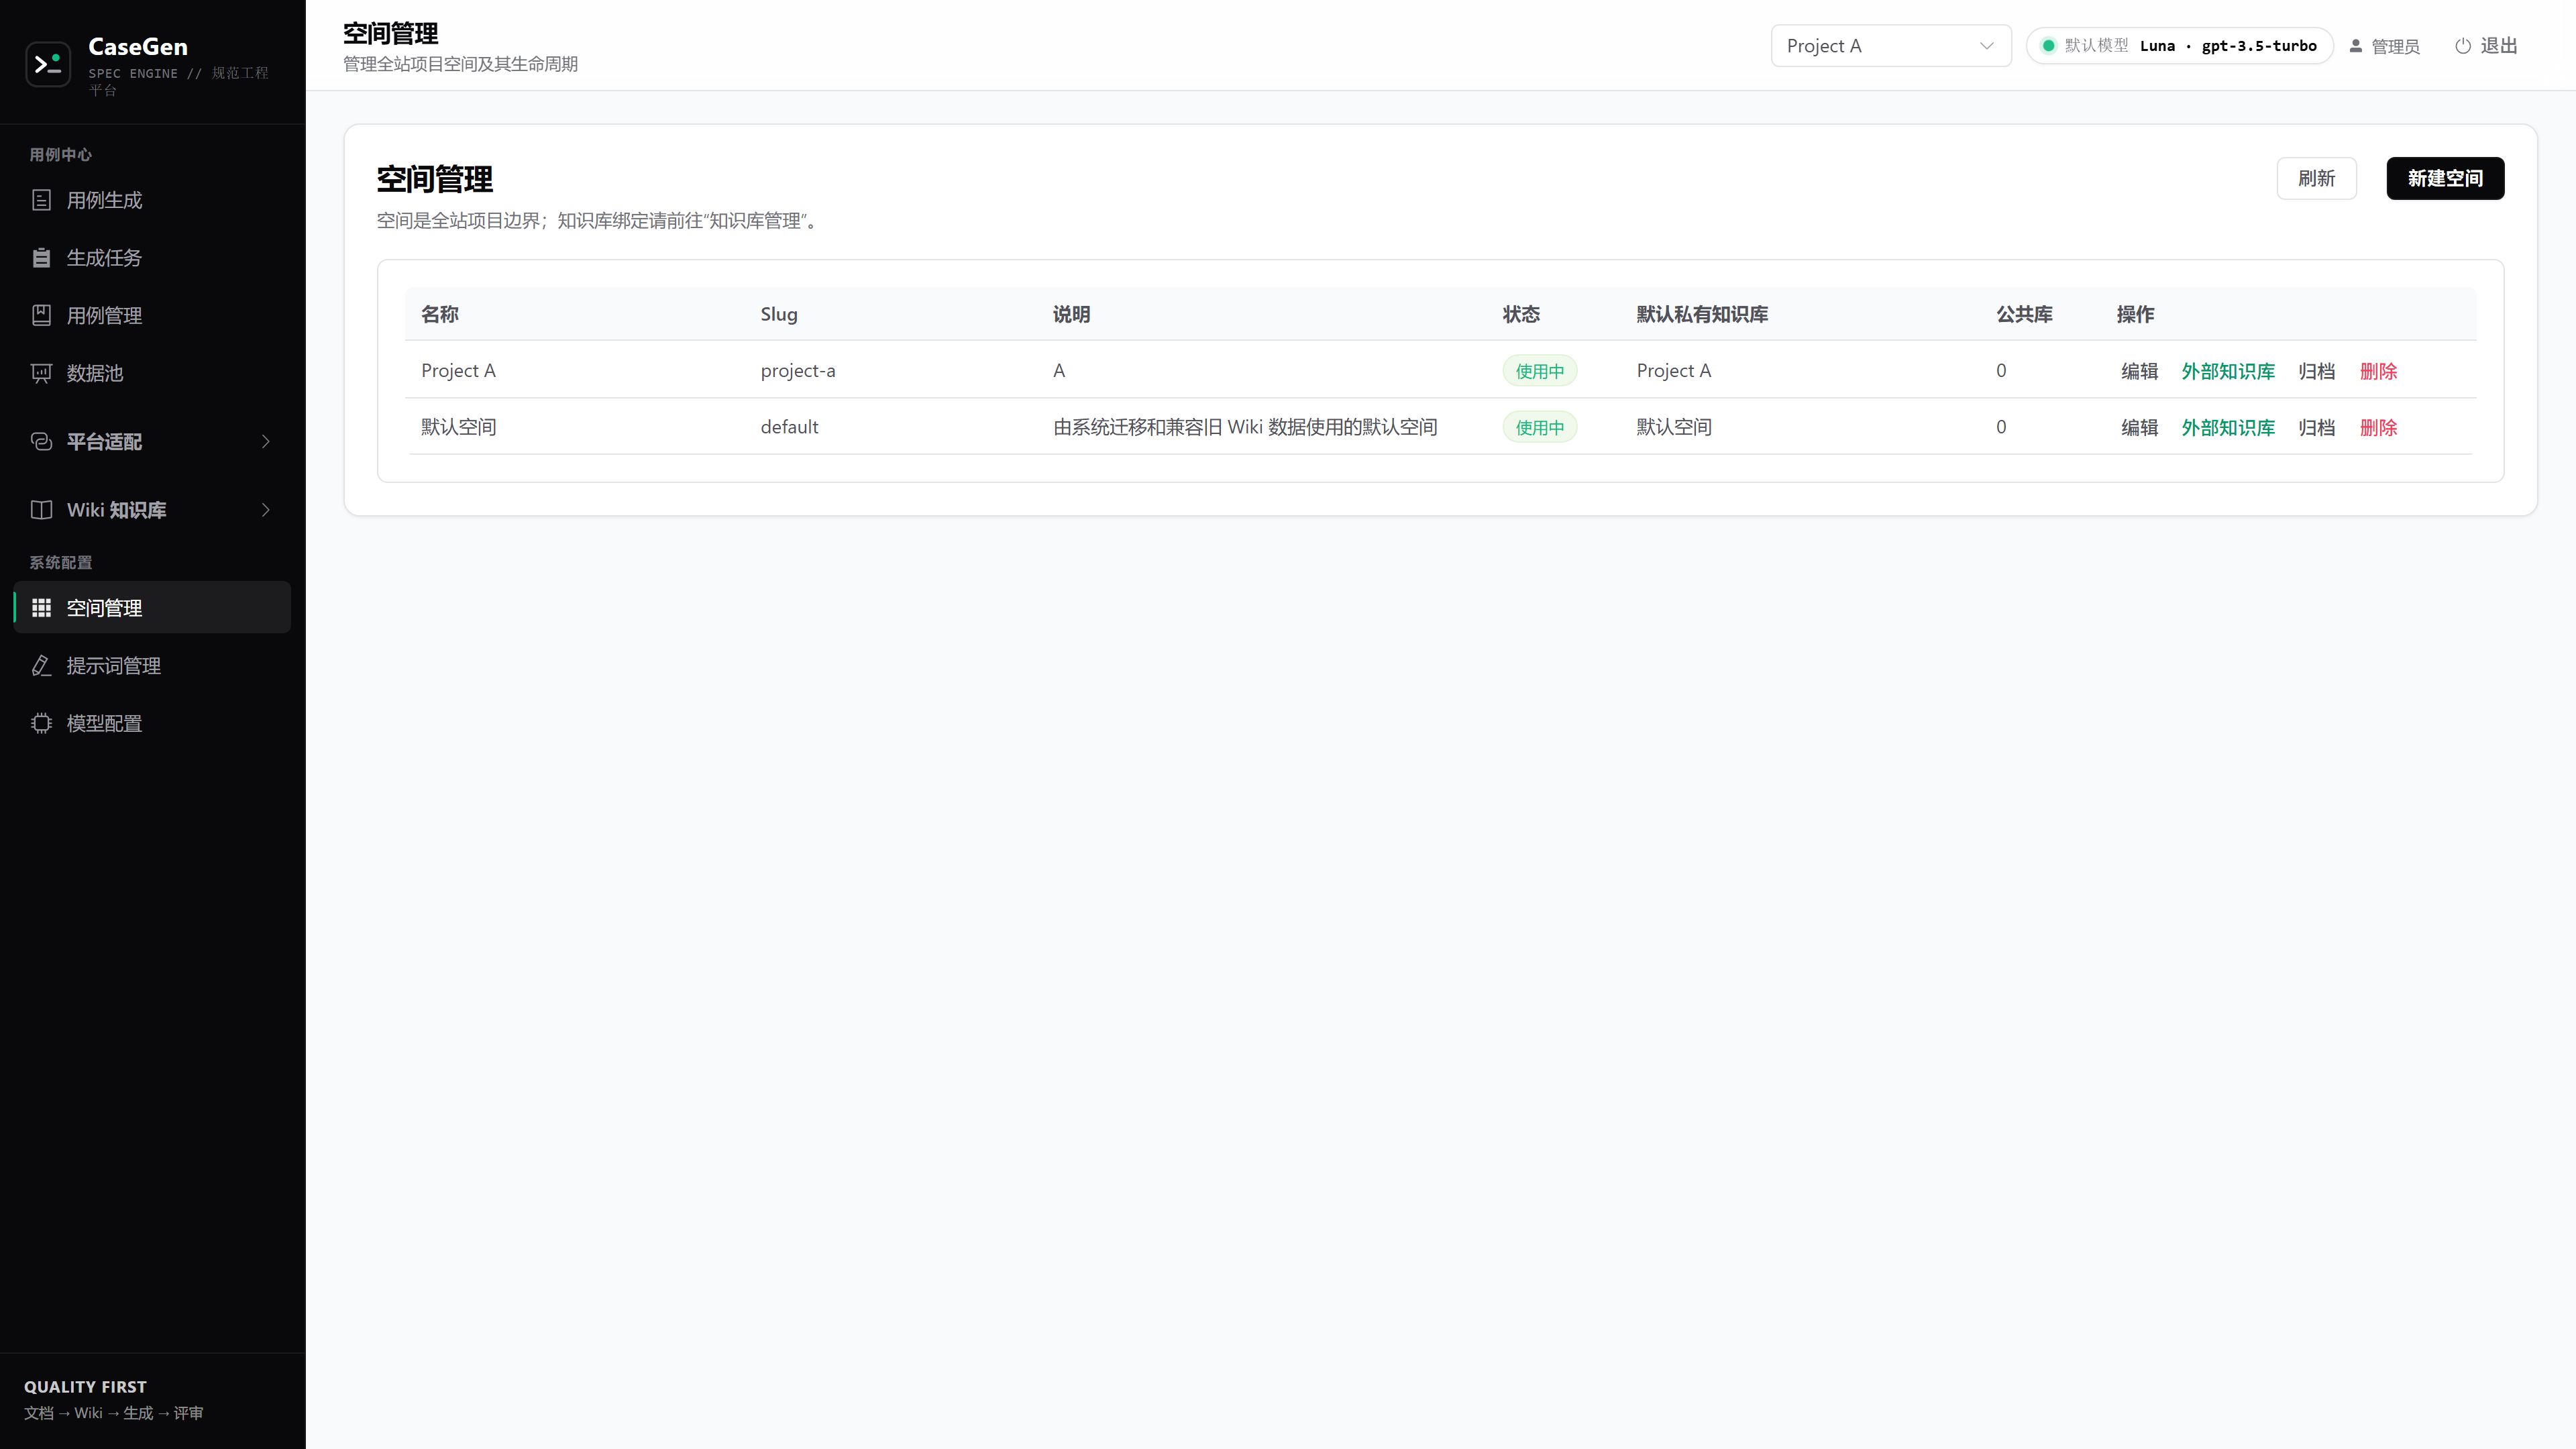 CaseGen
SPEC ENGINE // 规范工程
平台
用例中心
用例生成
生成任务
用例管理
数据池
平台适配
Wiki 知识库
系统配置
空间管理
提示词管理
模型配置
QUALITY FIRST
文档 → Wiki → 生成 → 评审
空间管理
管理全站项目空间及其生命周期
Project A
默认模型 Luna · gpt-3.5-turbo
管理员
退出
空间管理
空间是全站项目边界；知识库绑定请前往“知识库管理”。
刷新
新建空间
名称 Slug 说明 状态 默认私有知识库 公共库 操作
Project A project-a A 使用中 Project A 0 编辑 外部知识库 归档 删除
默认空间 default 由系统迁移和兼容旧 Wiki 数据使用的默认空间 使用中 默认空间 0 编辑 外部知识库 归档 删除